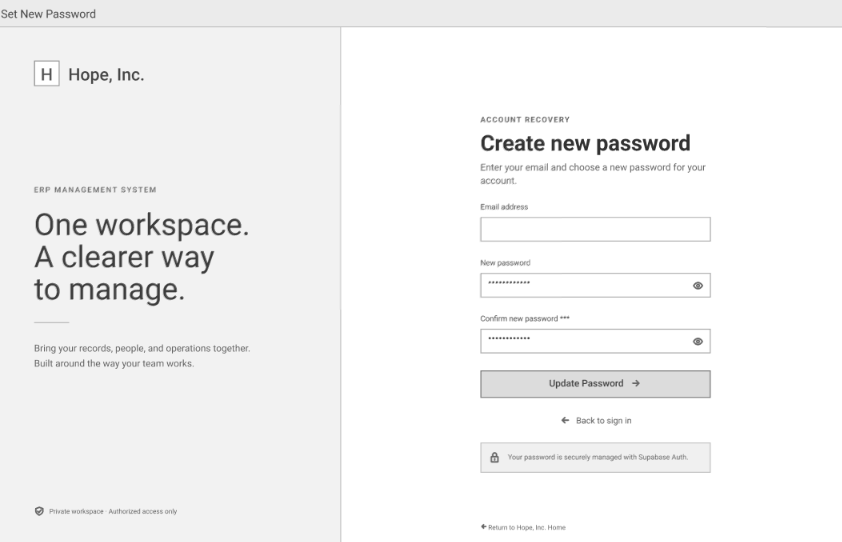 Set New Password
H Hope, Inc.
ERP MANAGEMENT SYSTEM
One workspace.
A clearer way
to manage.
Bring your records, people, and operations together.
Built around the way your team works.
Private workspace · Authorized access only
ACCOUNT RECOVERY
Create new password
Enter your email and choose a new password for your
account.
Email address
New password
************
Confirm new password ***
************
Update Password →
← Back to sign in
Your password is securely managed with Supabase Auth.
← Return to Hope, Inc. Home